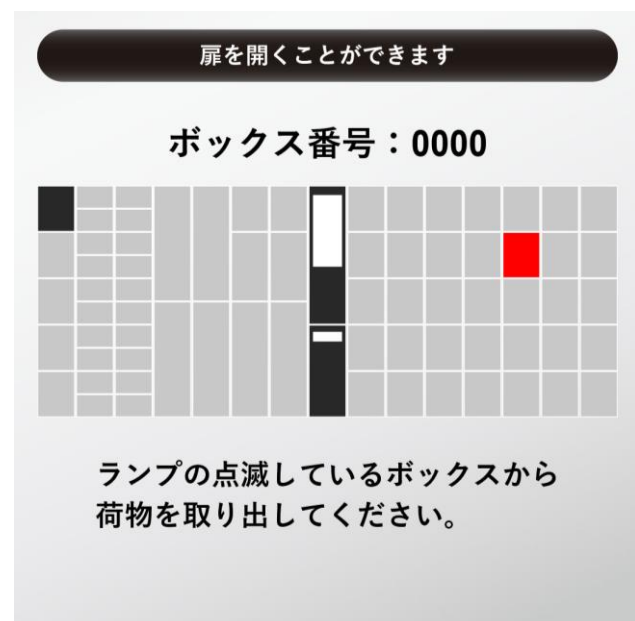 扉を開くことができます
ボックス番号：0000
ランプの点滅しているボックスから
荷物を取り出してください。